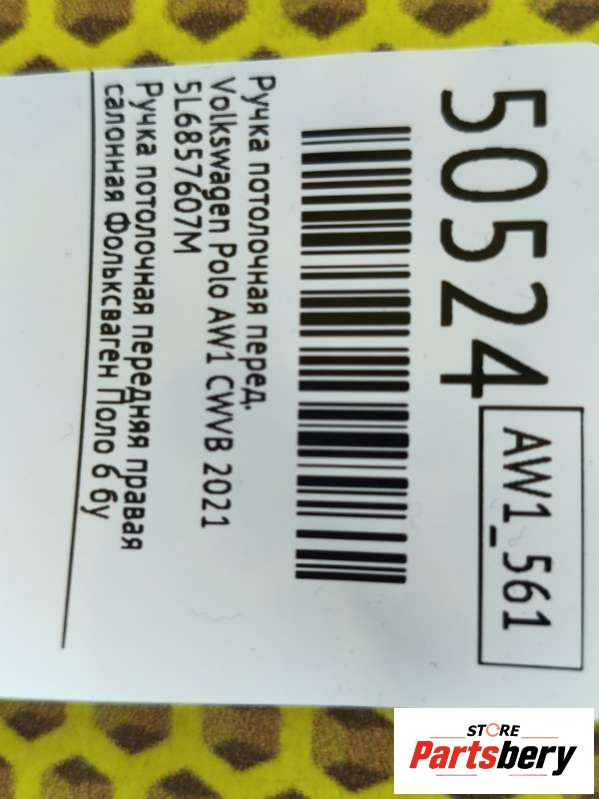 50524
AW1_561
Ручка потолочная перед.
Volkswagen Polo AW1 CWVB 2021
5L6857607M
Ручка потолочная передняя правая
салонная Фольксваген Поло 6 бу
STORE
Partsbery